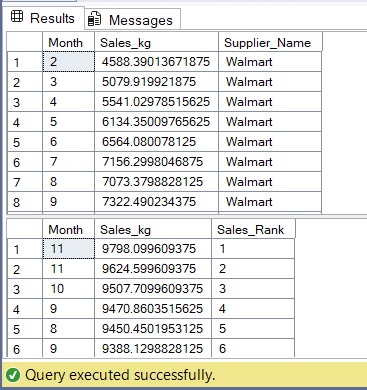 Results Messages
Month Sales_kg Supplier_Name
1 2 4588.39013671875 Walmart
2 3 5079.919921875 Walmart
3 4 5541.02978515625 Walmart
4 5 6134.35009765625 Walmart
5 6 6564.080078125 Walmart
6 7 7156.2998046875 Walmart
7 8 7073.3798828125 Walmart
8 9 7322.490234375 Walmart
Month Sales_kg Sales_Rank
1 11 9798.099609375 1
2 11 9624.599609375 2
3 10 9507.7099609375 3
4 9 9470.8603515625 4
5 8 9450.4501953125 5
6 9 9388.1298828125 6
Query executed successfully.